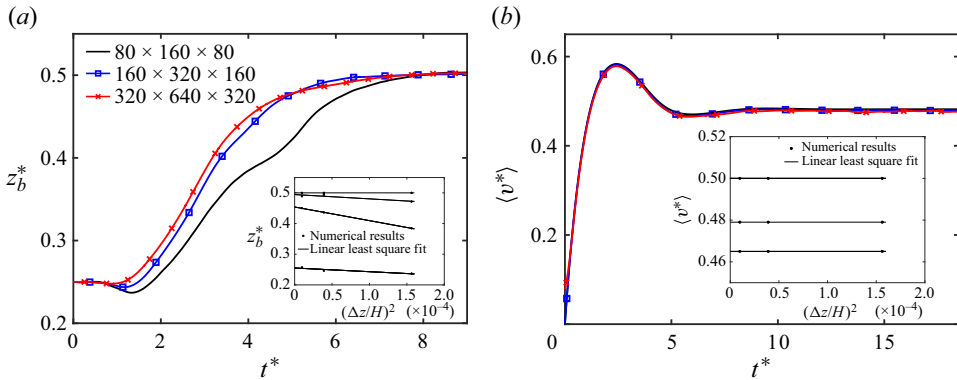 (a)
(b)
80 × 160 × 80
160 × 320 × 160
320 × 640 × 320
0.5
0.4
0.3
0.2
z_b^*
0 2 4 6 8
t^*
0.5
0.4
0.3
0.2
z_b^*
Numerical results
Linear least square fit
0 0.5 1.0 1.5 2.0
(Δz/H)^2 (×10^−4)
0.6
0.4
0.2
⟨v^*⟩
0 5 10 15
t^*
0.52
0.50
0.48
0.46
⟨v^*⟩
Numerical results
Linear least square fit
0 0.5 1.0 1.5 2.0
(Δz/H)^2 (×10^−4)